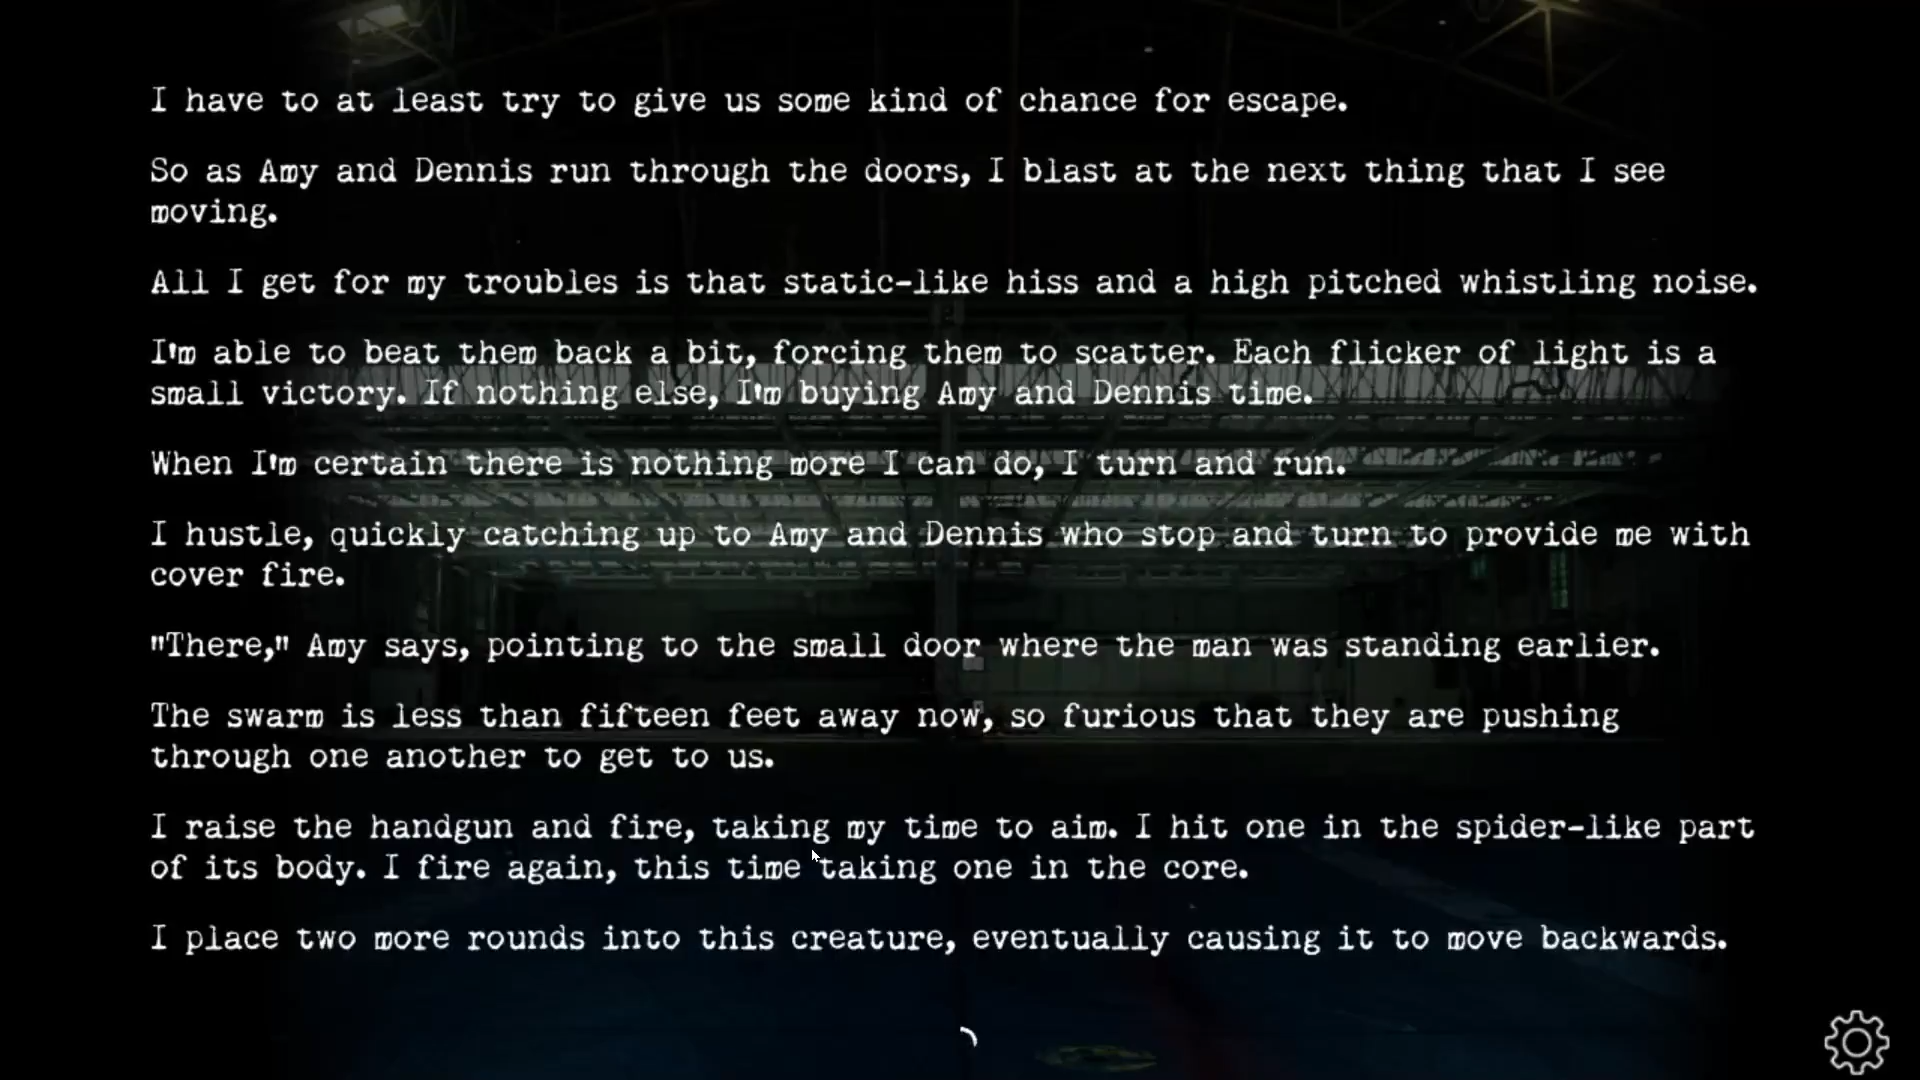 I have to at least try to give us some kind of chance for escape.
So as Amy and Dennis run through the doors, I blast at the next thing that I see
moving.
All I get for my troubles is that static-like hiss and a high pitched whistling noise.
I'm able to beat them back a bit, forcing them to scatter. Each flicker of light is a
small victory. If nothing else, I'm buying Amy and Dennis time.
When I'm certain there is nothing more I can do, I turn and run.
I hustle, quickly catching up to Amy and Dennis who stop and turn to provide me with
cover fire.
"There," Amy says, pointing to the small door where the man was standing earlier.
The swarm is less than fifteen feet away now, so furious that they are pushing
through one another to get to us.
I raise the handgun and fire, taking my time to aim. I hit one in the spider-like part
of its body. I fire again, this time taking one in the core.
I place two more rounds into this creature, eventually causing it to move backwards.